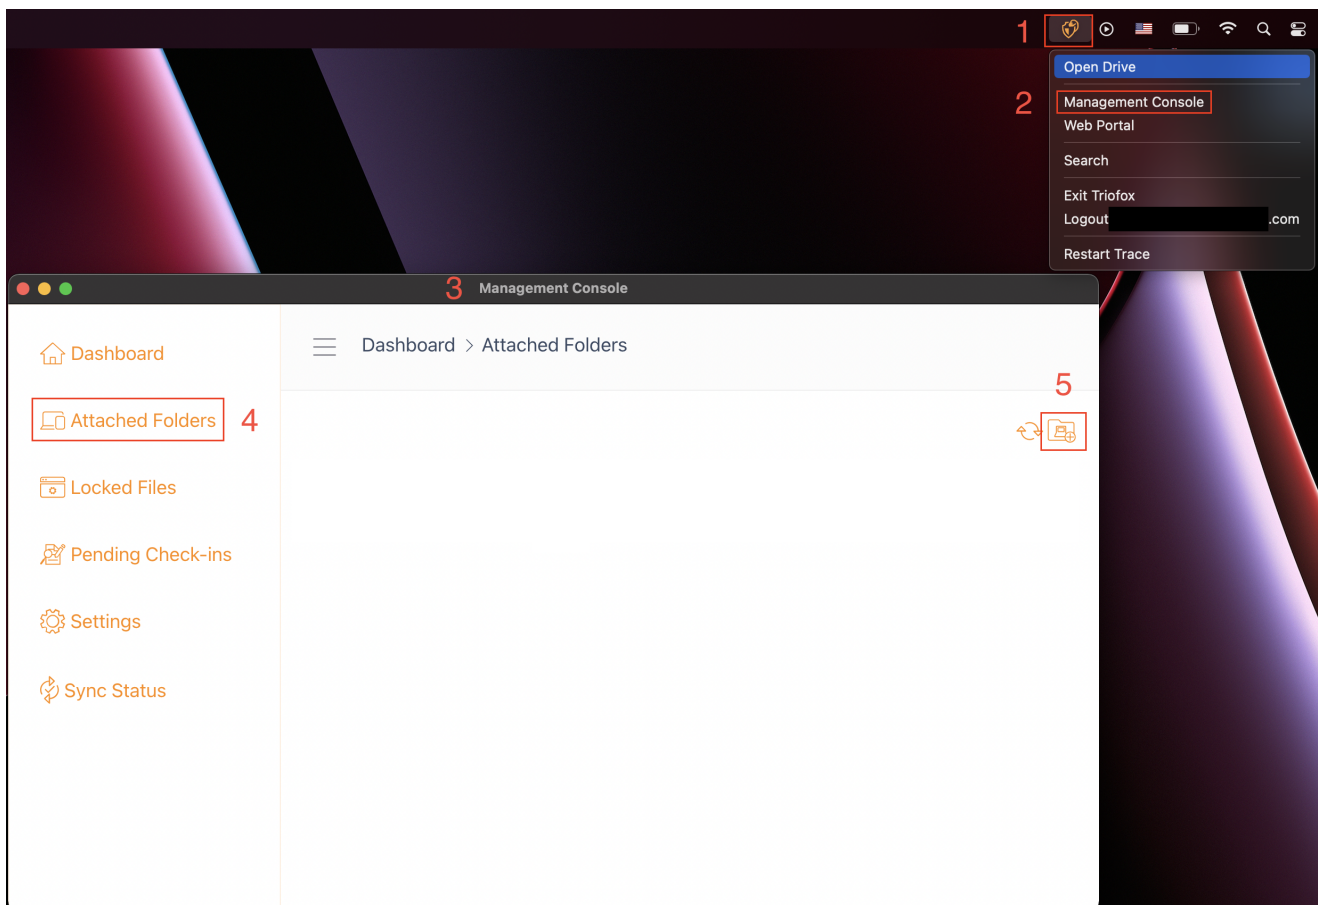 1
Open Drive
2
Management Console
Web Portal
Search
Exit Triofox
Logout .com
Restart Trace
3 Management Console
Dashboard
Dashboard > Attached Folders
5
Attached Folders 4
Locked Files
Pending Check-ins
Settings
Sync Status